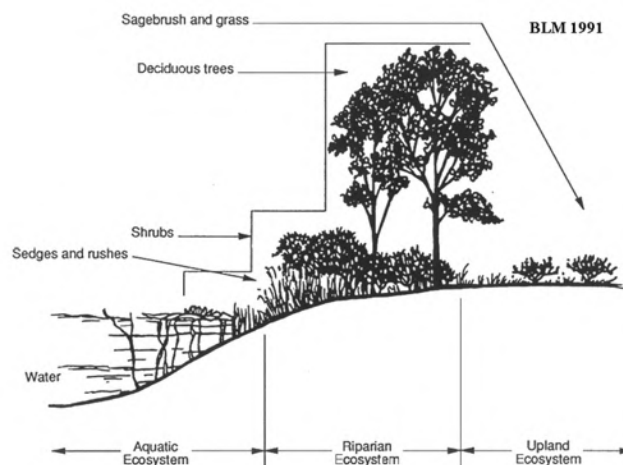 Sagebrush and grass
BLM 1991
Deciduous trees
Shrubs
Sedges and rushes
Water
Aquatic
Ecosystem
Riparian
Ecosystem
Upland
Ecosystem